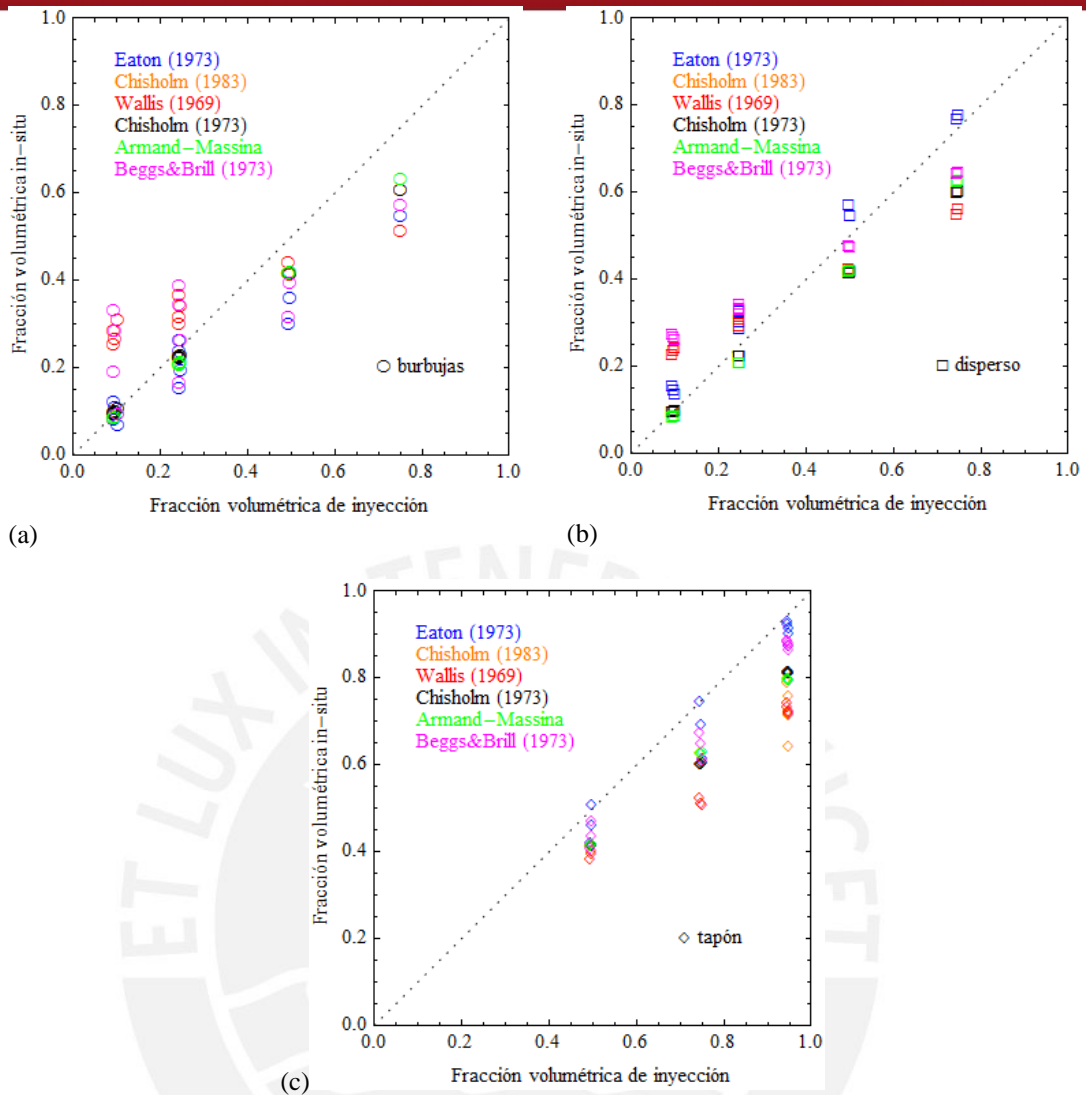 1.0
0.8
0.6
0.4
0.2
0.0
Fracción volumétrica in−situ
Eaton (1973)
Chisholm (1983)
Wallis (1969)
Chisholm (1973)
Armand−Massina
Beggs&Brill (1973)
burbujas
0.0 0.2 0.4 0.6 0.8 1.0
Fracción volumétrica de inyección
(a)
1.0
0.8
0.6
0.4
0.2
0.0
Fracción volumétrica in−situ
Eaton (1973)
Chisholm (1983)
Wallis (1969)
Chisholm (1973)
Armand−Massina
Beggs&Brill (1973)
disperso
0.0 0.2 0.4 0.6 0.8 1.0
Fracción volumétrica de inyección
(b)
1.0
0.8
0.6
0.4
0.2
0.0
Fracción volumétrica in−situ
Eaton (1973)
Chisholm (1983)
Wallis (1969)
Chisholm (1973)
Armand−Massina
Beggs&Brill (1973)
tapón
0.0 0.2 0.4 0.6 0.8 1.0
Fracción volumétrica de inyección
(c)
ET LUX IN TENE